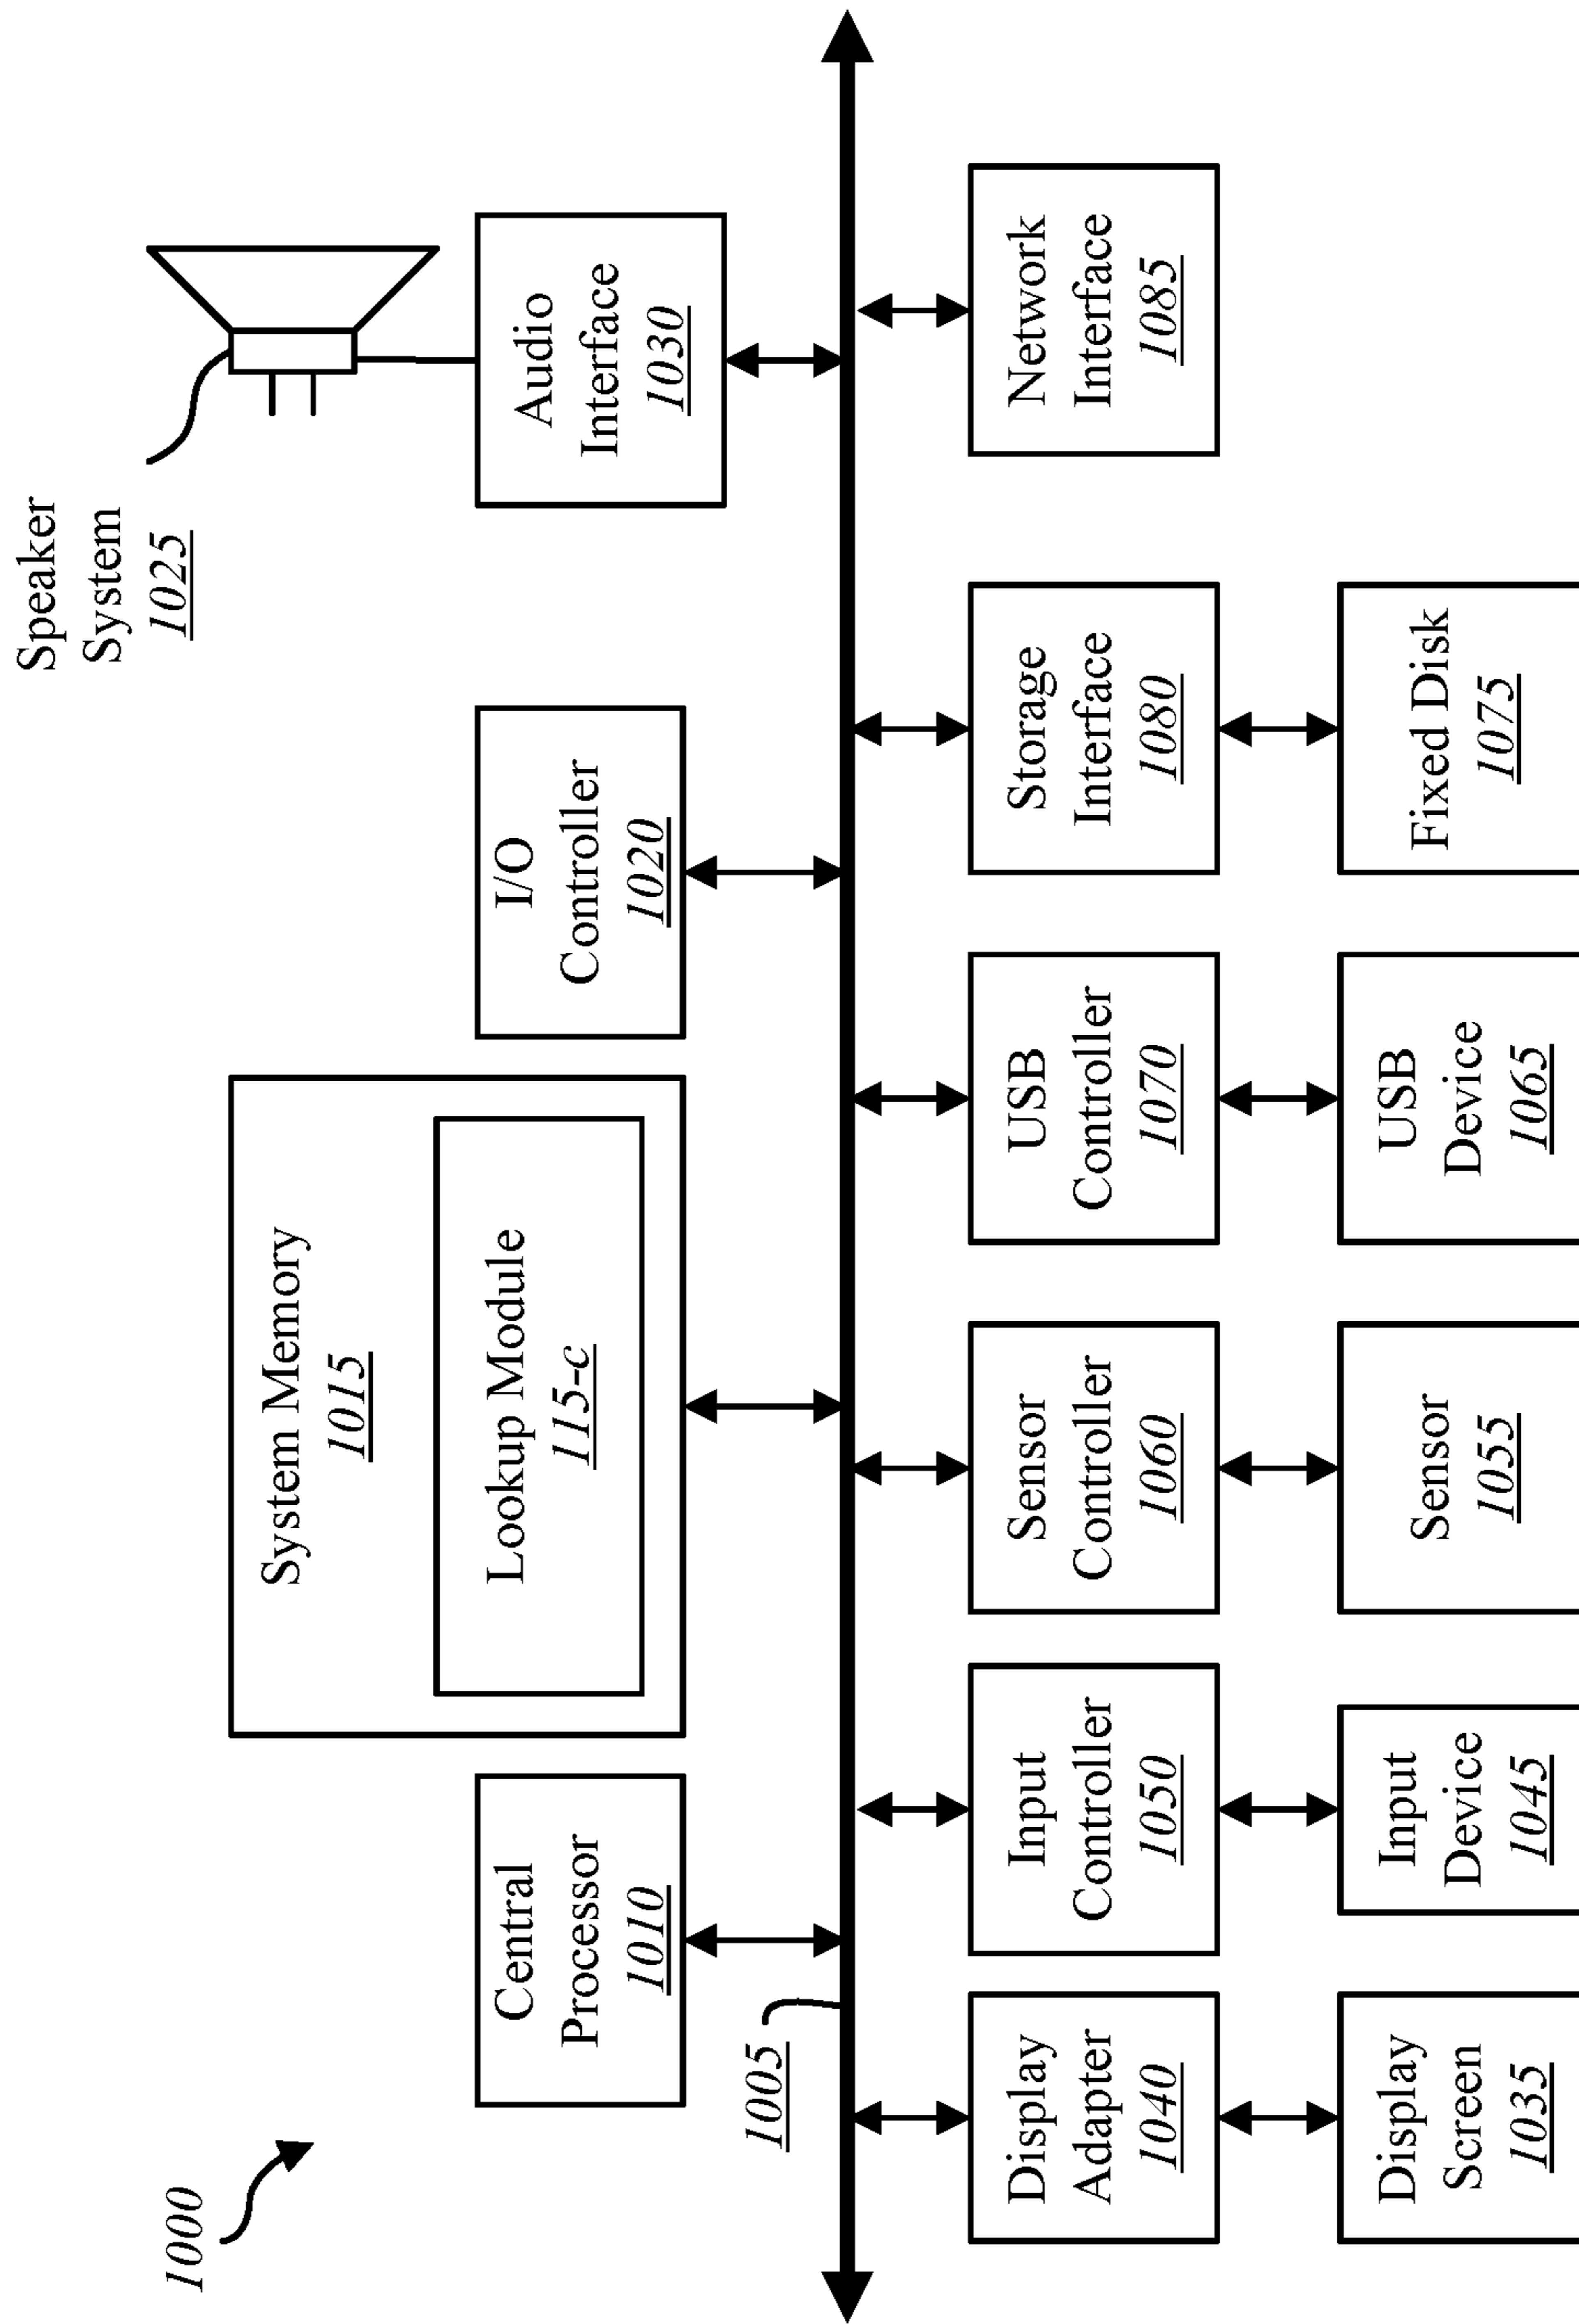 1000
Speaker
System
1025
Central
Processor
1010
System Memory
1015
Lookup Module
115-c
I/O
Controller
1020
Audio
Interface
1030
1005
Display
Adapter
1040
Input
Controller
1050
Sensor
Controller
1060
USB
Controller
1070
Storage
Interface
1080
Network
Interface
1085
Display
Screen
1035
Input
Device
1045
Sensor
1055
USB
Device
1065
Fixed Disk
1075